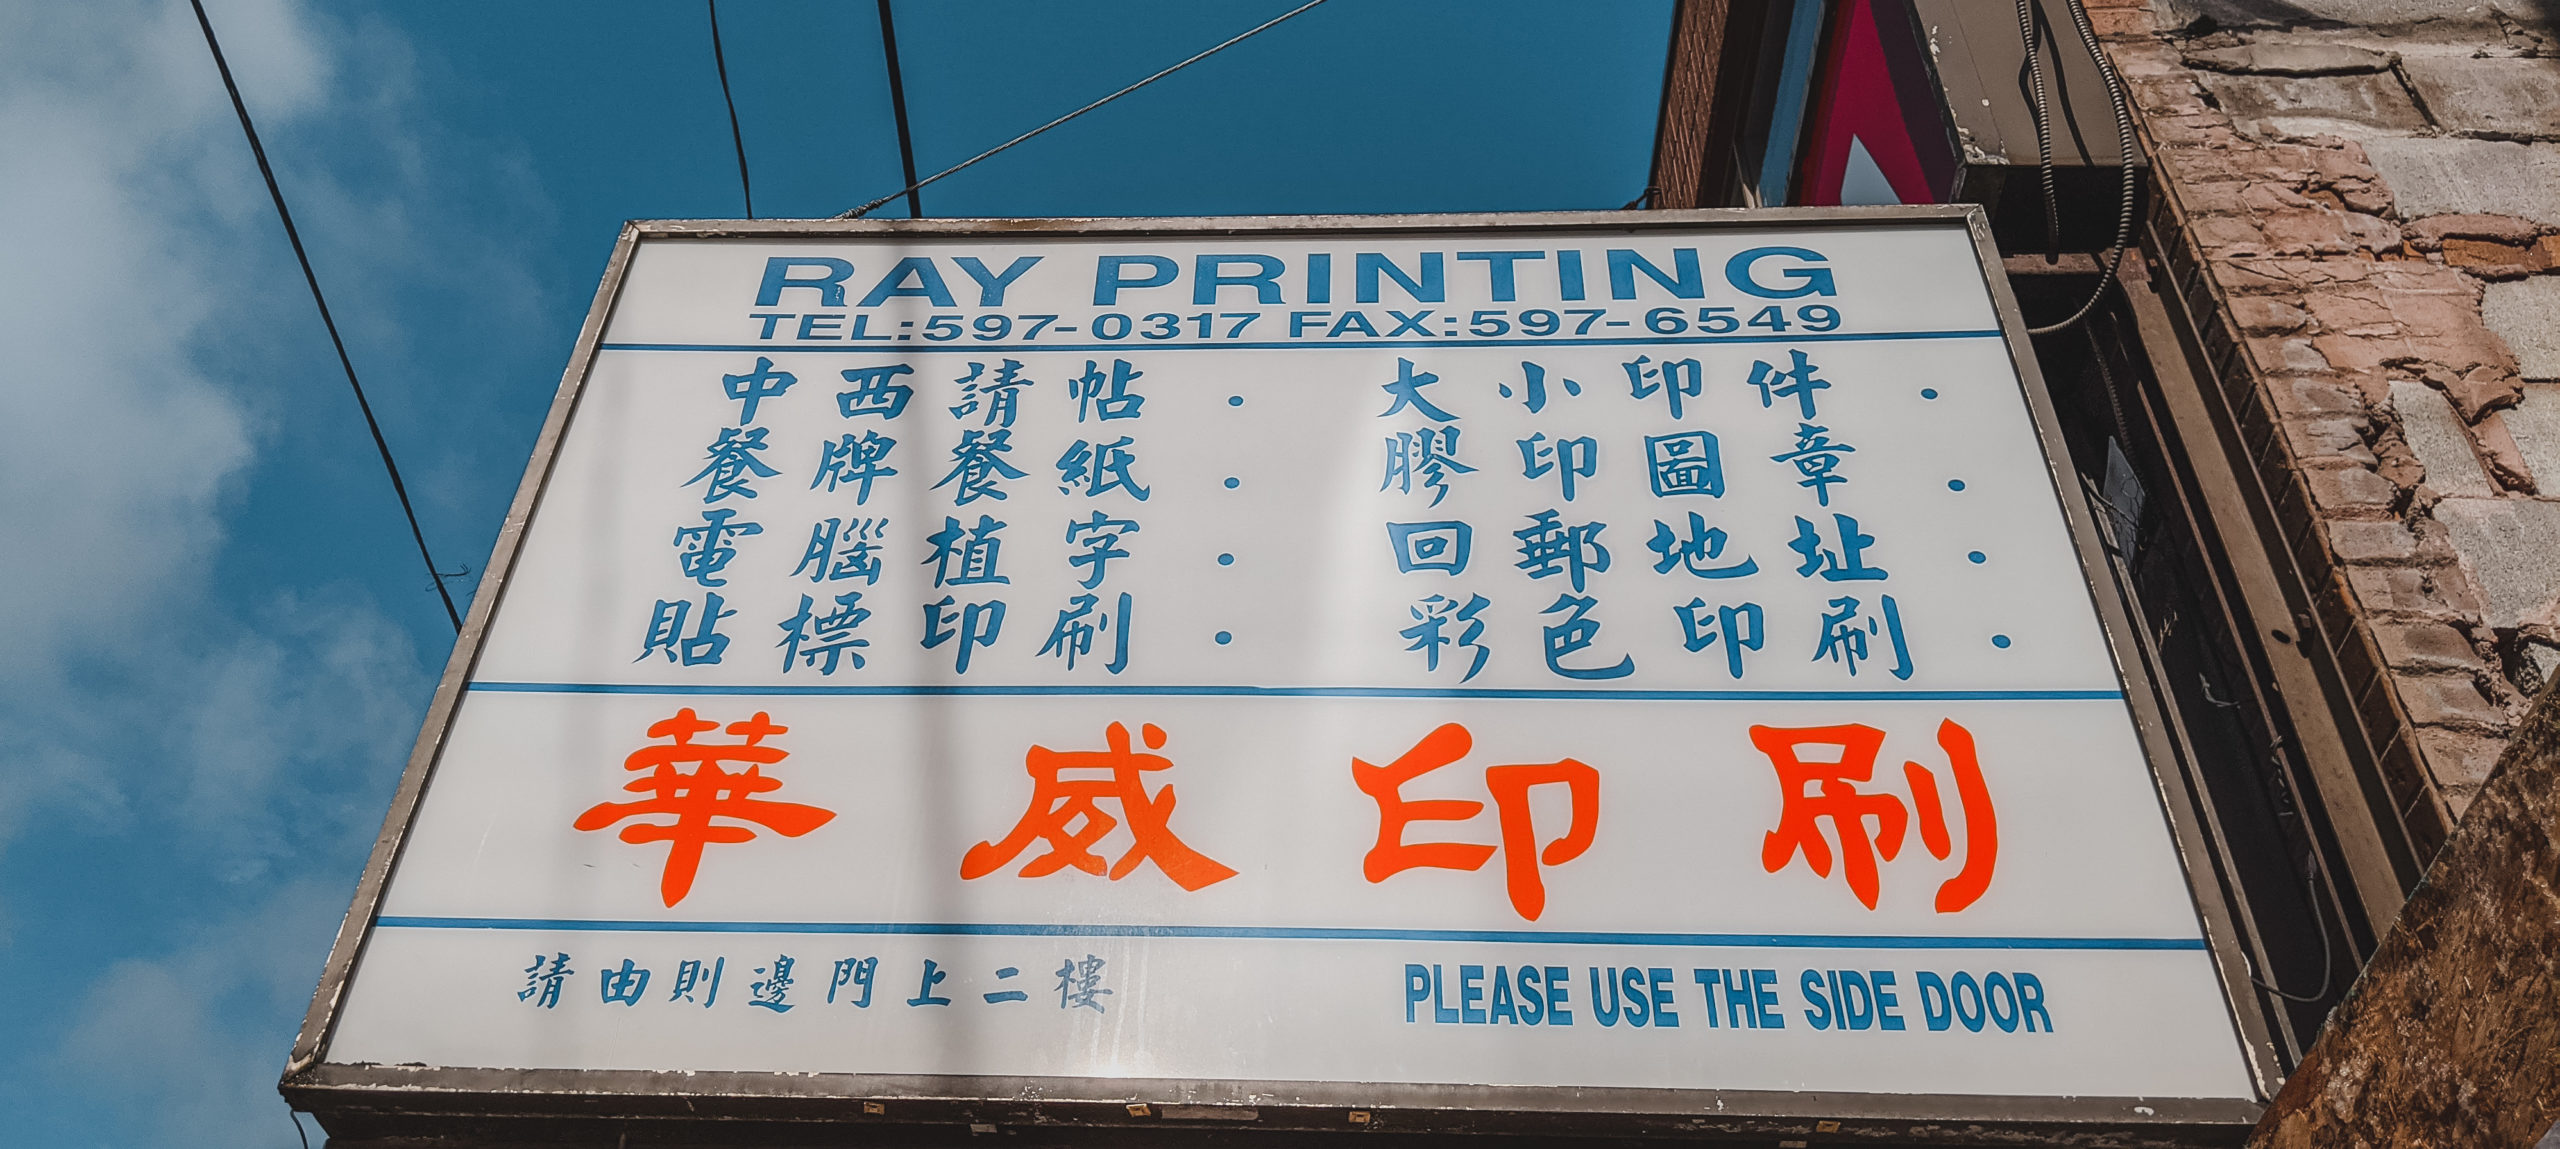 RAY PRINTING
TEL:597-0317 FAX:597-6549
中西請帖 · 大小印件 ·
餐牌餐紙 · 膠印圖章 ·
電腦植字 · 回郵地址 ·
貼標印刷 · 彩色印刷 ·
華威印刷
請由則邊門上二樓 PLEASE USE THE SIDE DOOR